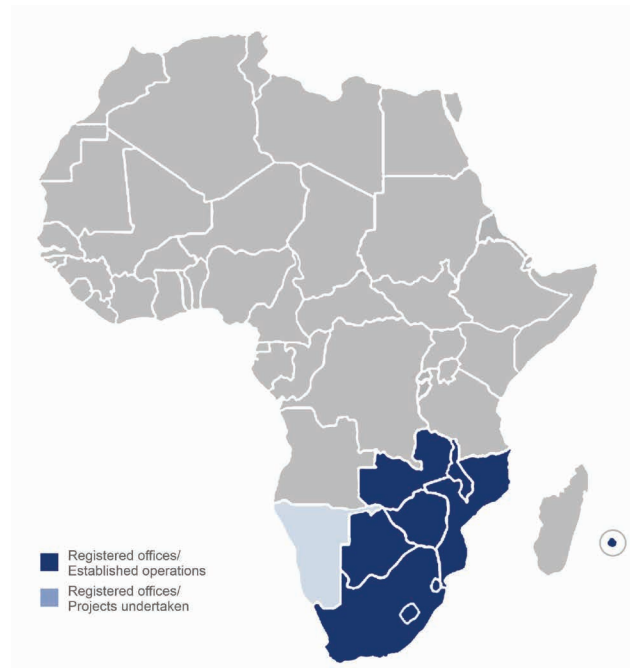 Registered offices/
Established operations
Registered offices/
Projects undertaken